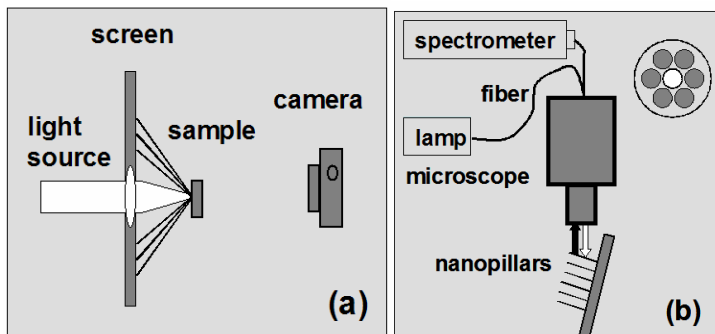 screen
camera
light
source
sample
(a)
spectrometer
fiber
lamp
microscope
nanopillars
(b)